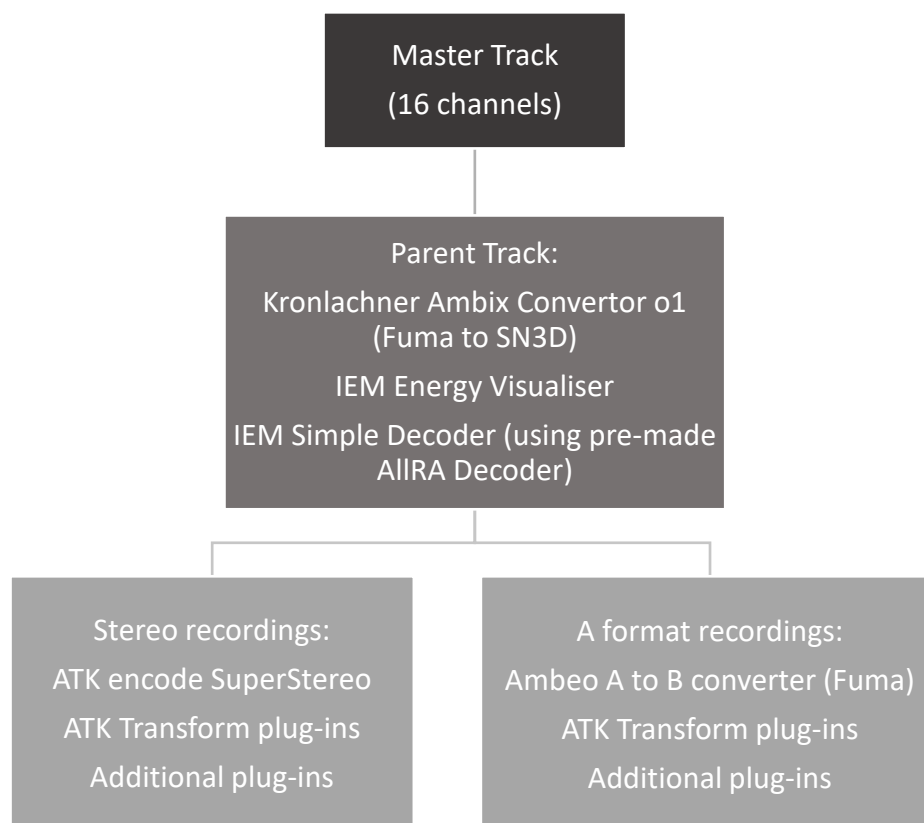 Master Track
(16 channels)
Parent Track:
Kronlachner Ambix Convertor o1
(Fuma to SN3D)
IEM Energy Visualiser
IEM Simple Decoder (using pre-made
AllRA Decoder)
Stereo recordings:
ATK encode SuperStereo
ATK Transform plug-ins
Additional plug-ins
A format recordings:
Ambeo A to B converter (Fuma)
ATK Transform plug-ins
Additional plug-ins